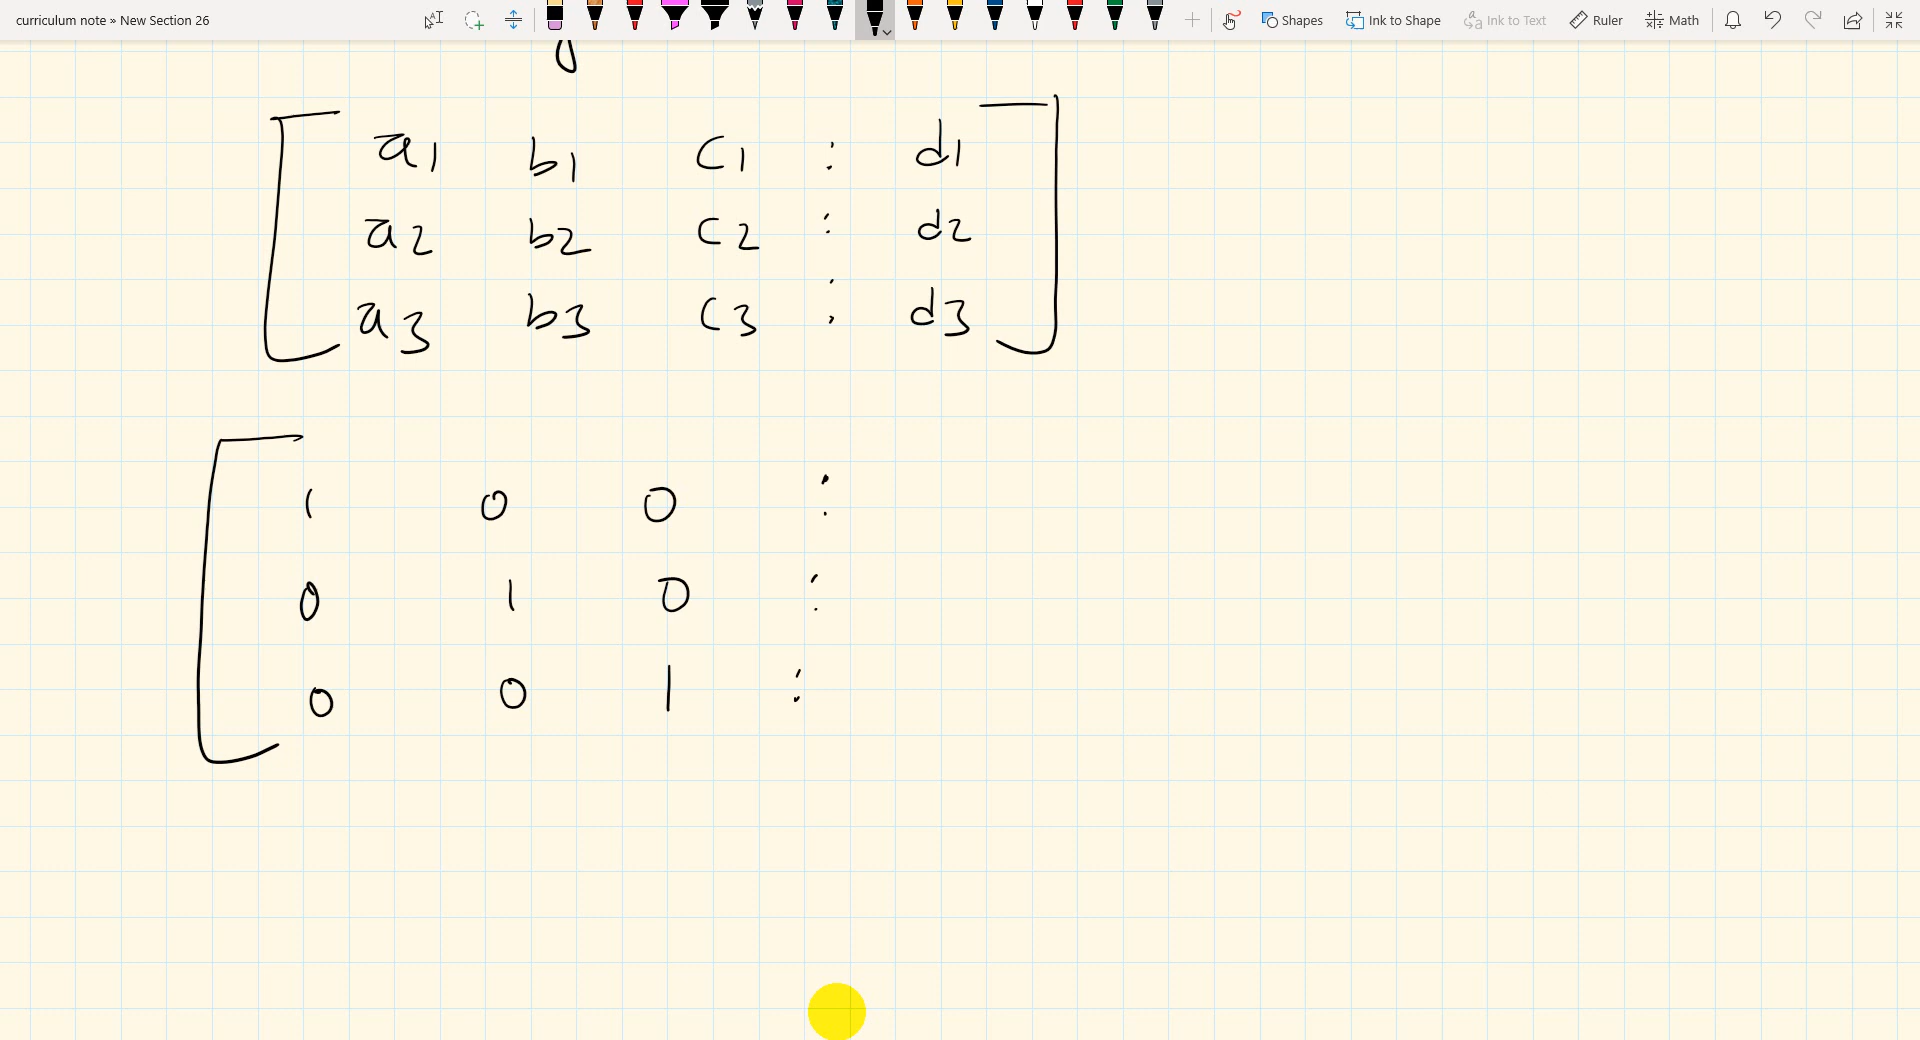 curriculum note » New Section 26
Shapes Ink to Shape Ink to Text Ruler Math
a1 b1 c1 : d1
a2 b2 c2 : d2
a3 b3 c3 : d3
1 0 0 :
0 1 0 :
0 0 1 :